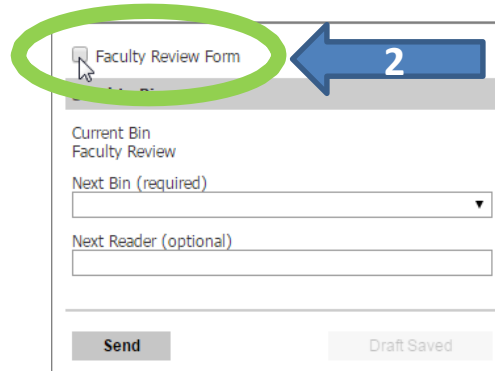 Faculty Review Form
2
Current Bin
Faculty Review
Next Bin (required)
Next Reader (optional)
Send
Draft Saved